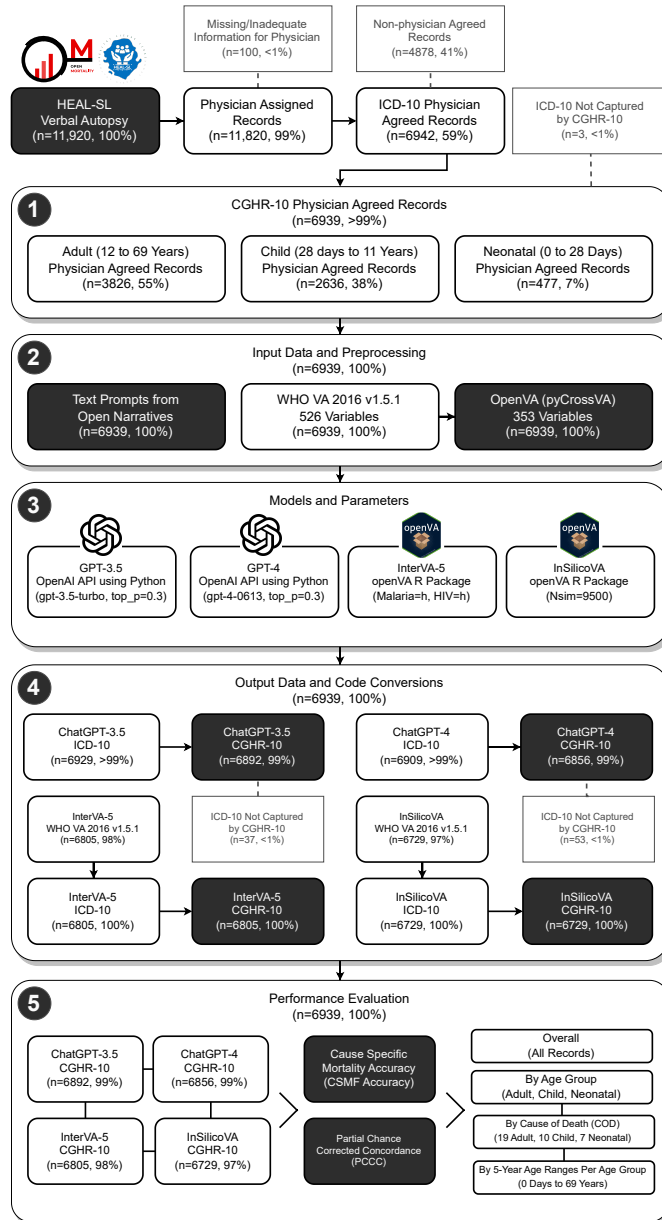 Missing/Inadequate
Information for Physician
(n=100, <1%)
Non-physician Agreed
Records
(n=4878, 41%)
M
OPEN
MORTALITY
HEAL-SL
HEAL-SL
Verbal Autopsy
(n=11,920, 100%)
Physician Assigned
Records
(n=11,820, 99%)
ICD-10 Physician
Agreed Records
(n=6942, 59%)
ICD-10 Not Captured
by CGHR-10
(n=3, <1%)
1
CGHR-10 Physician Agreed Records
(n=6939, >99%)
Adult (12 to 69 Years)
Physician Agreed Records
(n=3826, 55%)
Child (28 days to 11 Years)
Physician Agreed Records
(n=2636, 38%)
Neonatal (0 to 28 Days)
Physician Agreed Records
(n=477, 7%)
2
Input Data and Preprocessing
(n=6939, 100%)
Text Prompts from
Open Narratives
(n=6939, 100%)
WHO VA 2016 v1.5.1
526 Variables
(n=6939, 100%)
OpenVA (pyCrossVA)
353 Variables
(n=6939, 100%)
3
Models and Parameters
GPT-3.5
OpenAI API using Python
(gpt-3.5-turbo, top_p=0.3)
GPT-4
OpenAI API using Python
(gpt-4-0613, top_p=0.3)
openVA
InterVA-5
openVA R Package
(Malaria=h, HIV=h)
openVA
InSilicoVA
openVA R Package
(Nsim=9500)
4
Output Data and Code Conversions
(n=6939, 100%)
ChatGPT-3.5
ICD-10
(n=6929, >99%)
ChatGPT-3.5
CGHR-10
(n=6892, 99%)
ChatGPT-4
ICD-10
(n=6909, >99%)
ChatGPT-4
CGHR-10
(n=6856, 99%)
InterVA-5
WHO VA 2016 v1.5.1
(n=6805, 98%)
ICD-10 Not Captured
by CGHR-10
(n=37, <1%)
InSilicoVA
WHO VA 2016 v1.5.1
(n=6729, 97%)
ICD-10 Not Captured
by CGHR-10
(n=53, <1%)
InterVA-5
ICD-10
(n=6805, 100%)
InterVA-5
CGHR-10
(n=6805, 100%)
InSilicoVA
ICD-10
(n=6729, 100%)
InSilicoVA
CGHR-10
(n=6729, 100%)
5
Performance Evaluation
(n=6939, 100%)
ChatGPT-3.5
CGHR-10
(n=6892, 99%)
ChatGPT-4
CGHR-10
(n=6856, 99%)
InterVA-5
CGHR-10
(n=6805, 98%)
InSilicoVA
CGHR-10
(n=6729, 97%)
Cause Specific
Mortality Accuracy
(CSMF Accuracy)
Partial Chance
Corrected Concordance
(PCCC)
Overall
(All Records)
By Age Group
(Adult, Child, Neonatal)
By Cause of Death (COD)
(19 Adult, 10 Child, 7 Neonatal)
By 5-Year Age Ranges Per Age Group
(0 Days to 69 Years)